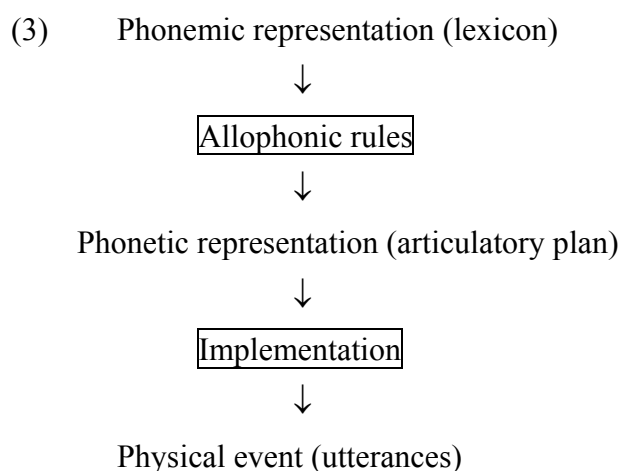 (3) Phonemic representation (lexicon)
↓
Allophonic rules
↓
Phonetic representation (articulatory plan)
↓
Implementation
↓
Physical event (utterances)